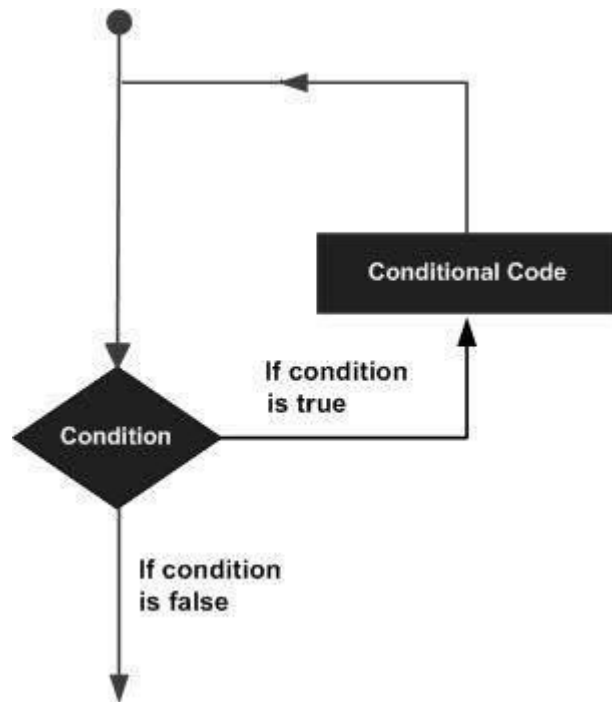 Conditional Code
If condition
is true
Condition
If condition
is false